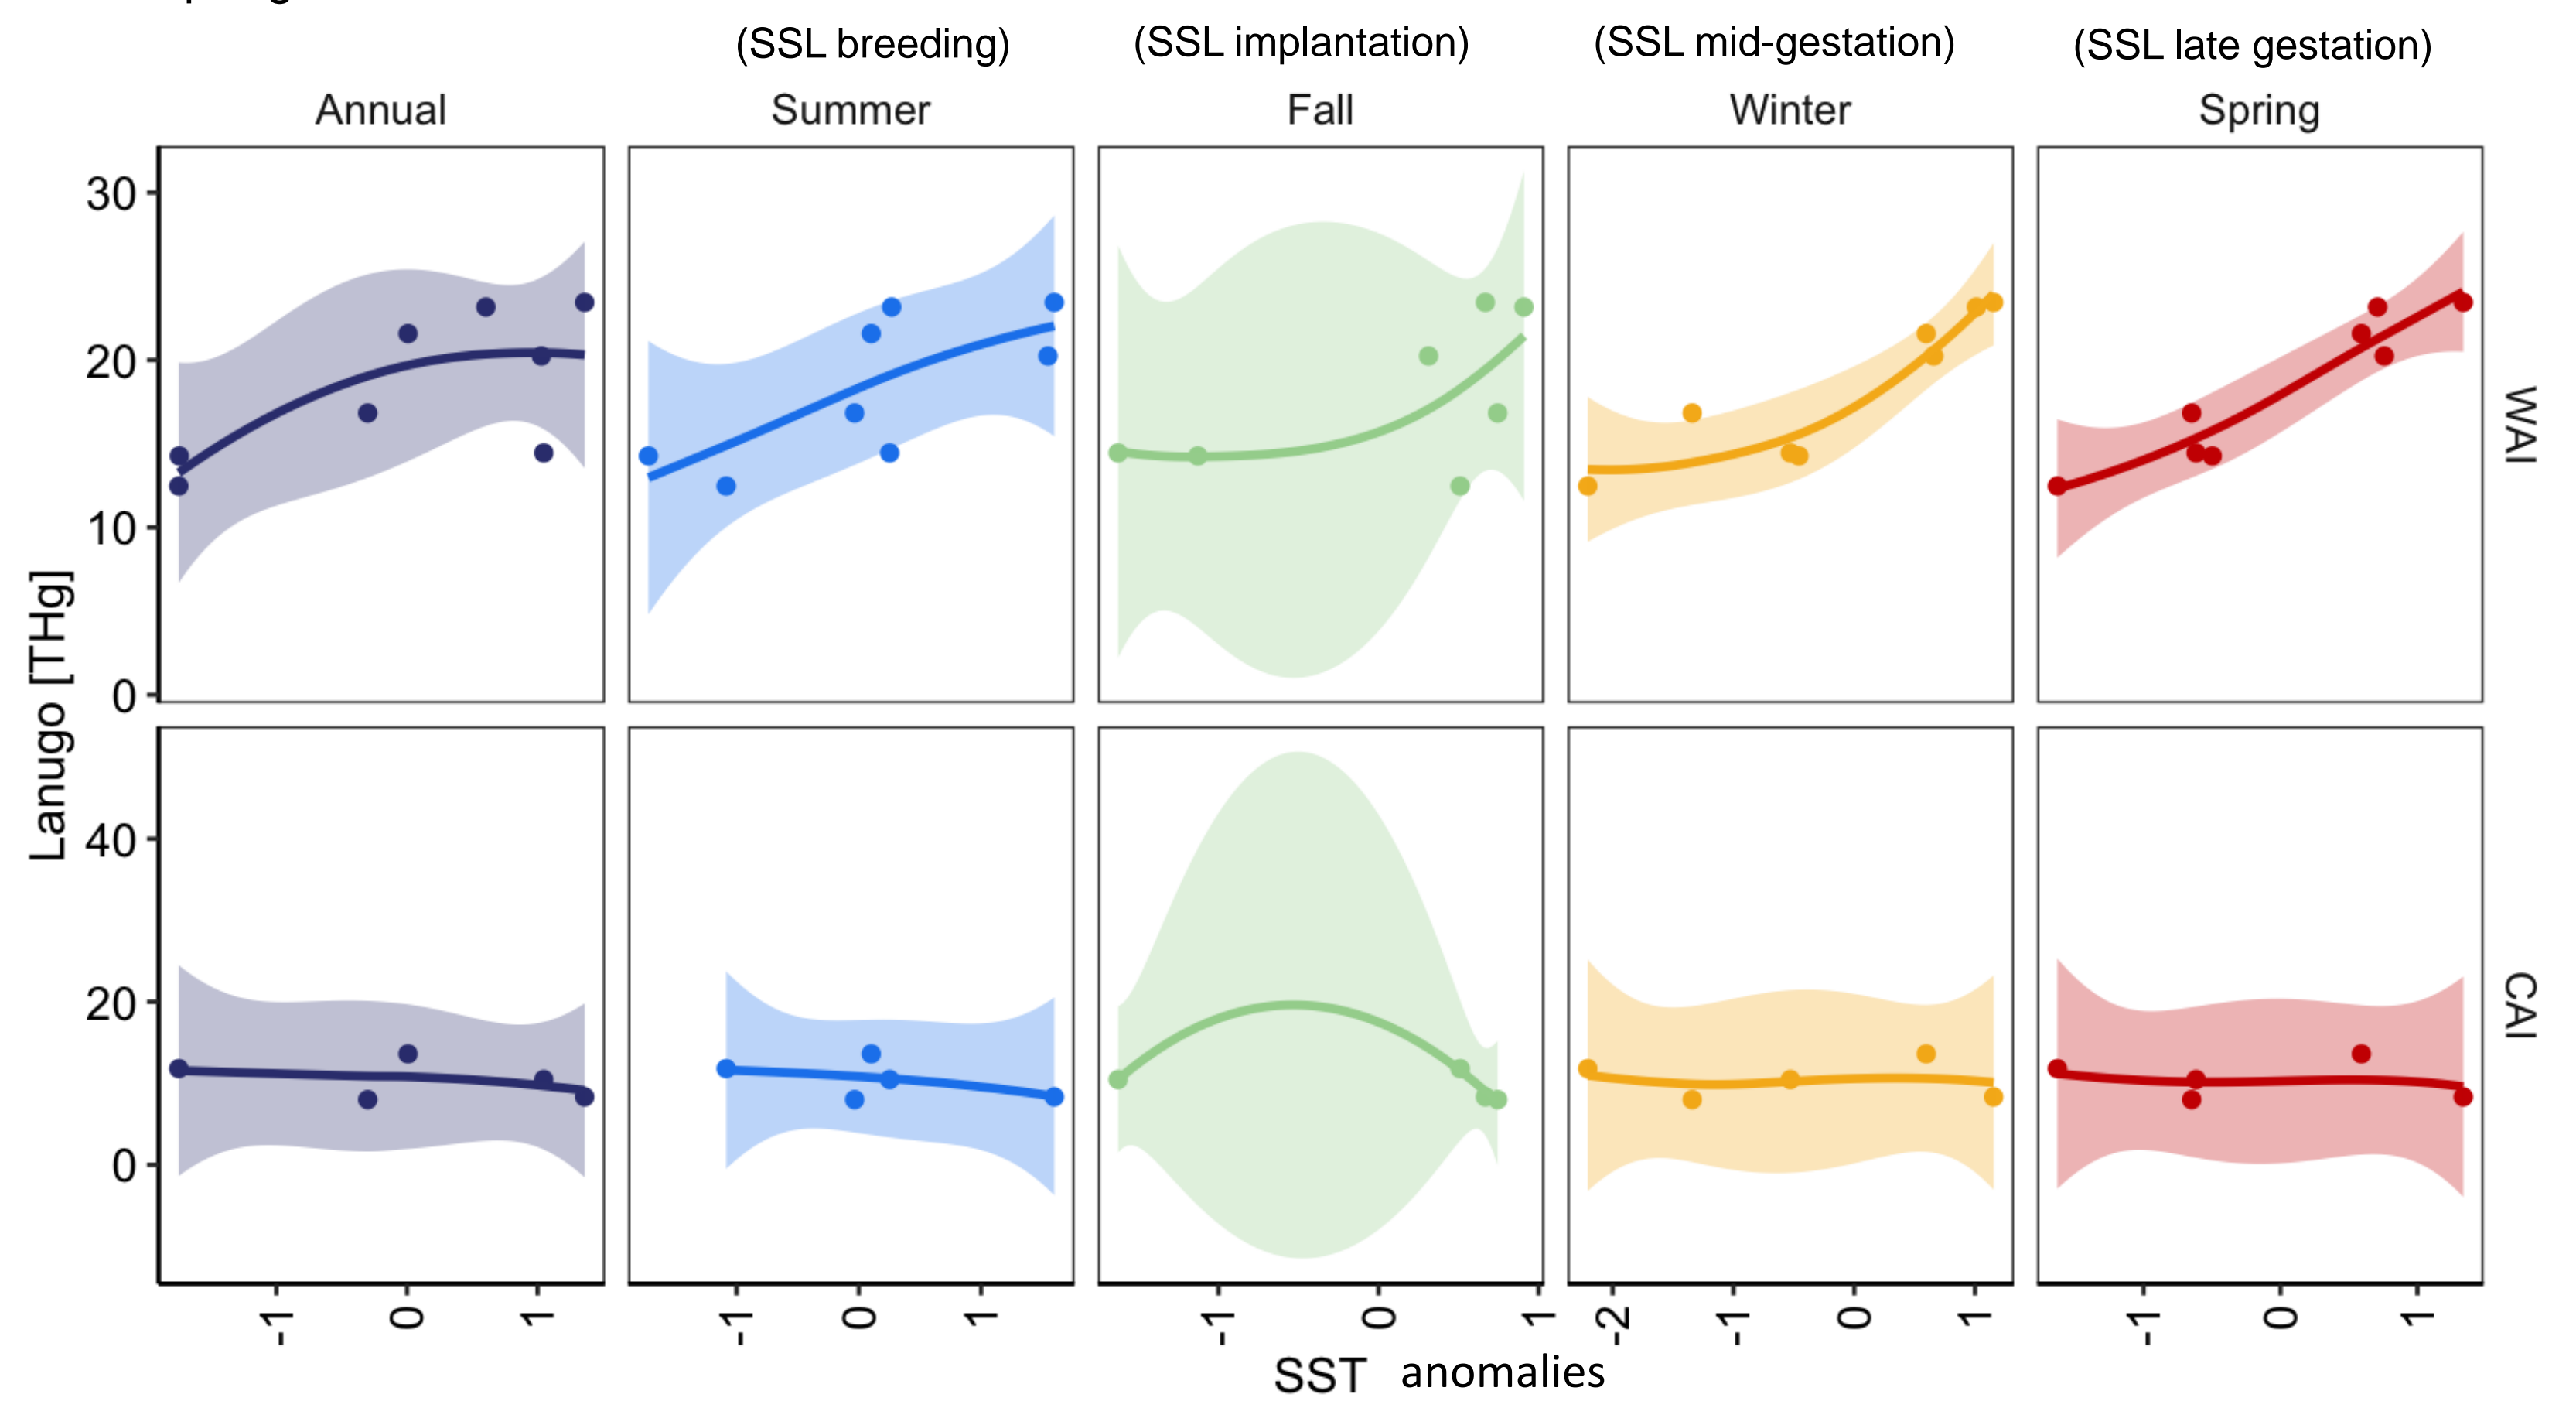 (SSL breeding) (SSL implantation) (SSL mid-gestation) (SSL late gestation)
Annual Summer Fall Winter Spring
30
20
10
0
WAI
Lanugo [THg]
40
20
0
CAI
-1 0 1 -1 0 1 -1 0 1 -2 -1 0 1 -1 0 1
SST anomalies